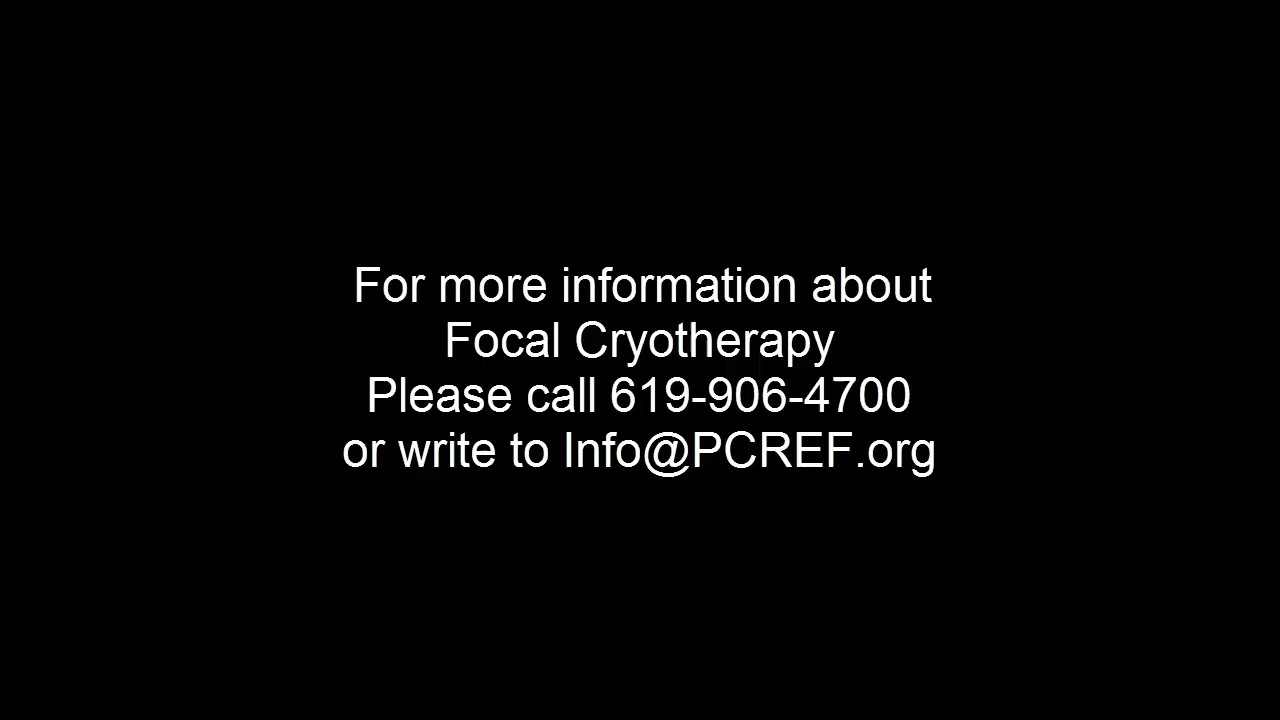 For more information about
Focal Cryotherapy
Please call 619-906-4700
or write to Info@PCREF.org